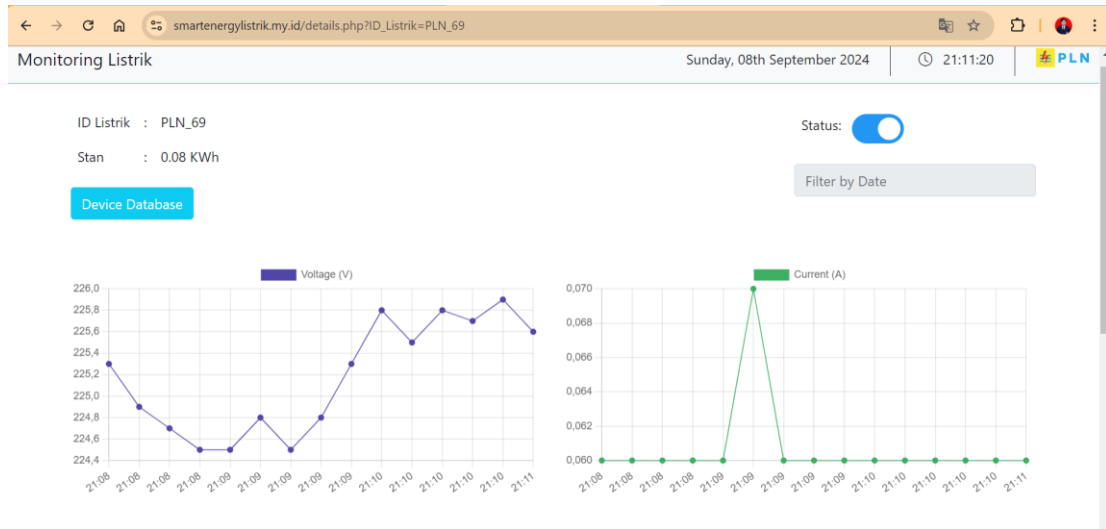 smartenergylistrik.my.id/details.php?ID_Listrik=PLN_69
Monitoring Listrik
Sunday, 08th September 2024
21:11:20
PLN
ID Listrik : PLN_69
Status:
Stan : 0.08 KWh
Filter by Date
Device Database
Voltage (V)
226,0
225,8
225,6
225,4
225,2
225,0
224,8
224,6
224,4
21:08 21:08 21:08 21:08 21:09 21:09 21:09 21:09 21:09 21:10 21:10 21:10 21:10 21:10 21:11
Current (A)
0,070
0,068
0,066
0,064
0,062
0,060
21:08 21:08 21:08 21:08 21:09 21:09 21:09 21:09 21:09 21:10 21:10 21:10 21:10 21:10 21:11